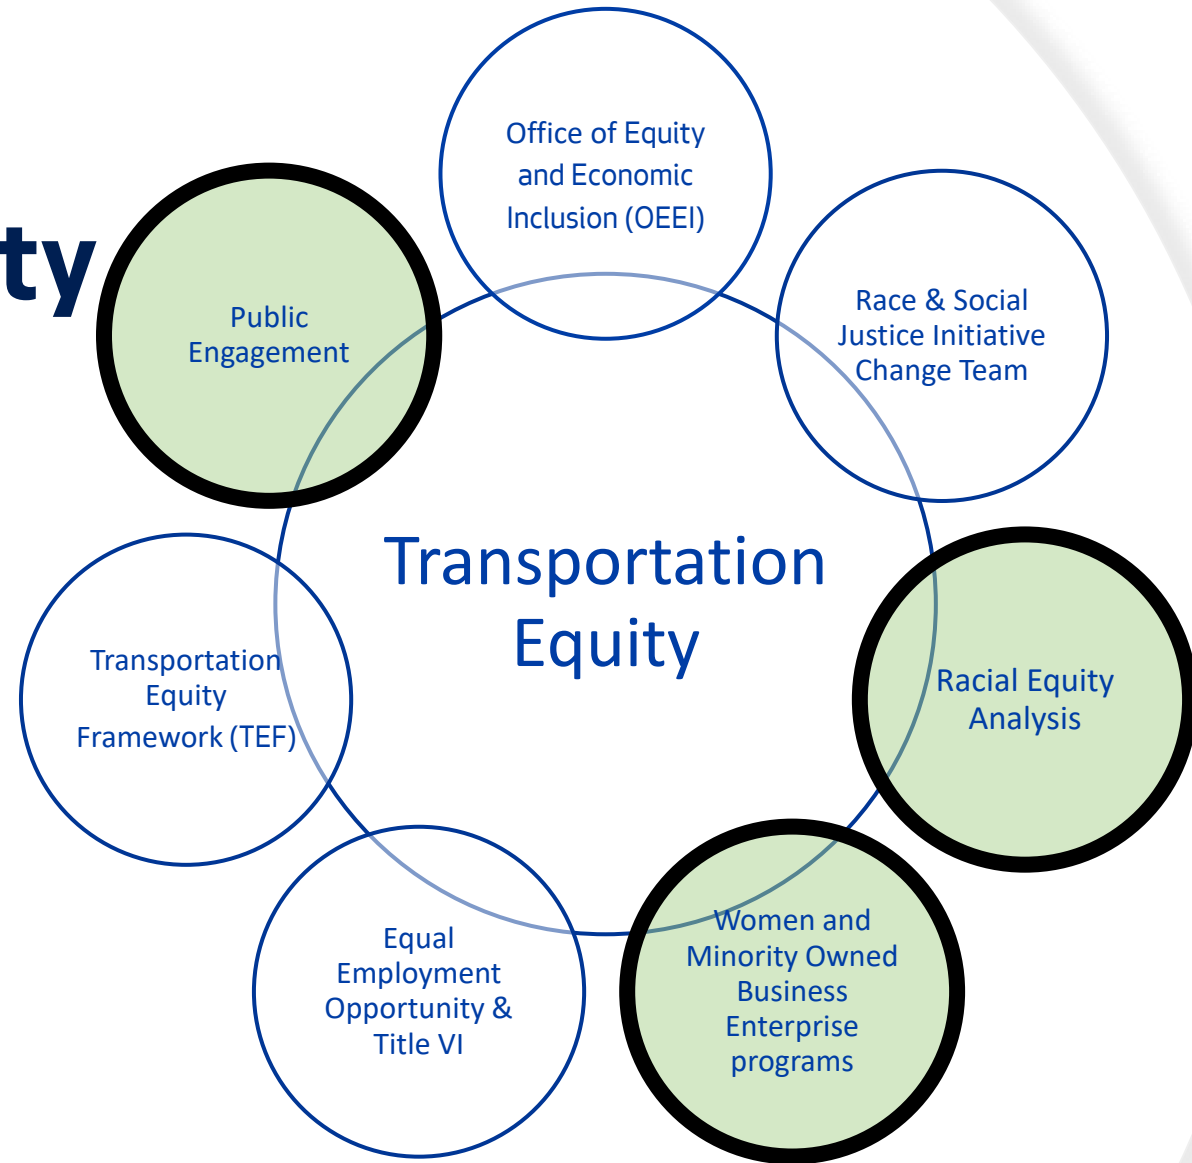 ty
Office of Equity
and Economic
Inclusion (OEEI)
Race & Social
Justice Initiative
Change Team
Racial Equity
Analysis
Women and
Minority Owned
Business
Enterprise
programs
Equal
Employment
Opportunity &
Title VI
Transportation
Equity
Framework (TEF)
Public
Engagement
Transportation
Equity